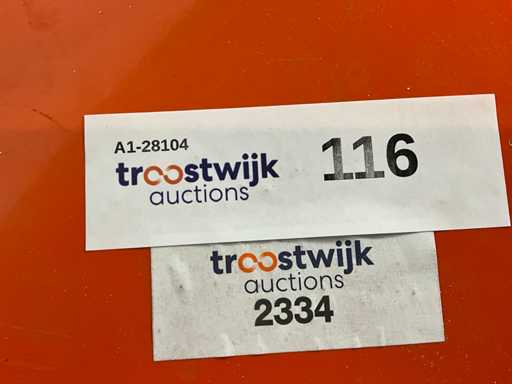 A1-28104
troostwijk
auctions
116
troostwijk
auctions
2334